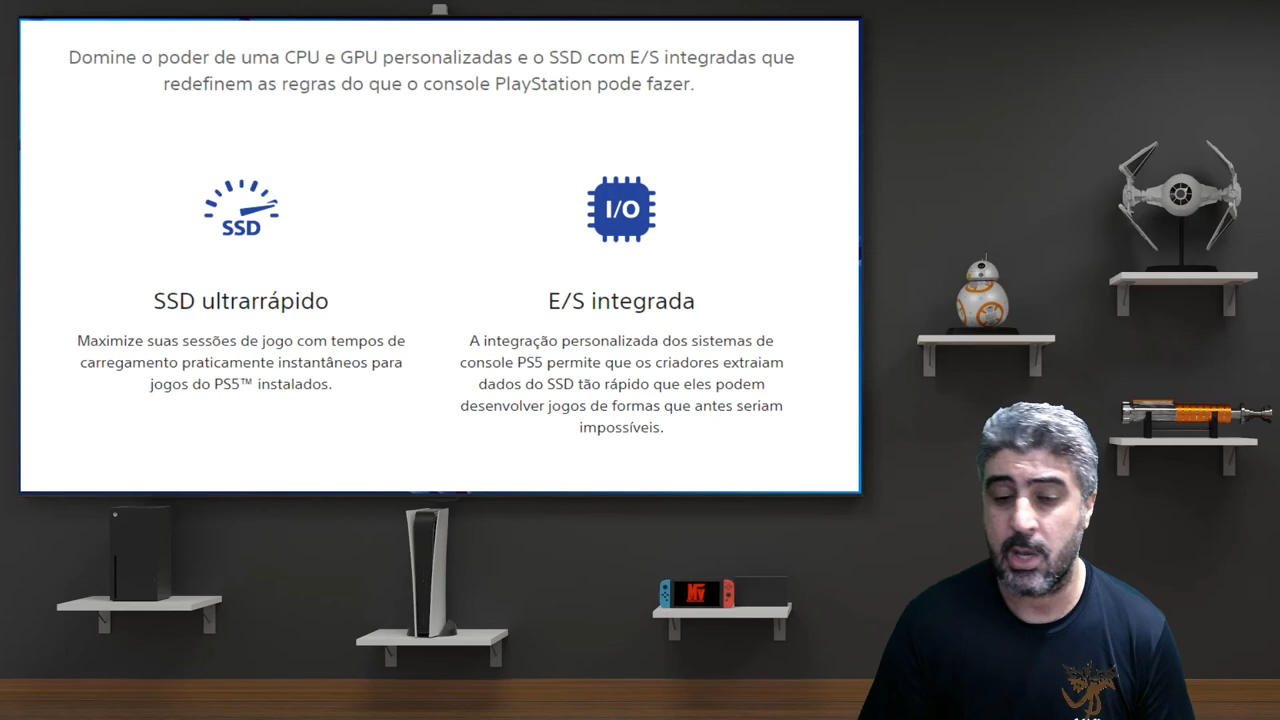 Domine o poder de uma CPU e GPU personalizadas e o SSD com E/S integradas que
redefinem as regras do que o console PlayStation pode fazer.
SSD
I/O
SSD ultrarrápido
E/S integrada
Maximize suas sessões de jogo com tempos de
carregamento praticamente instantâneos para
jogos do PS5™ instalados.
A integração personalizada dos sistemas de
console PS5 permite que os criadores extraiam
dados do SSD tão rápido que eles podem
desenvolver jogos de formas que antes seriam
impossíveis.